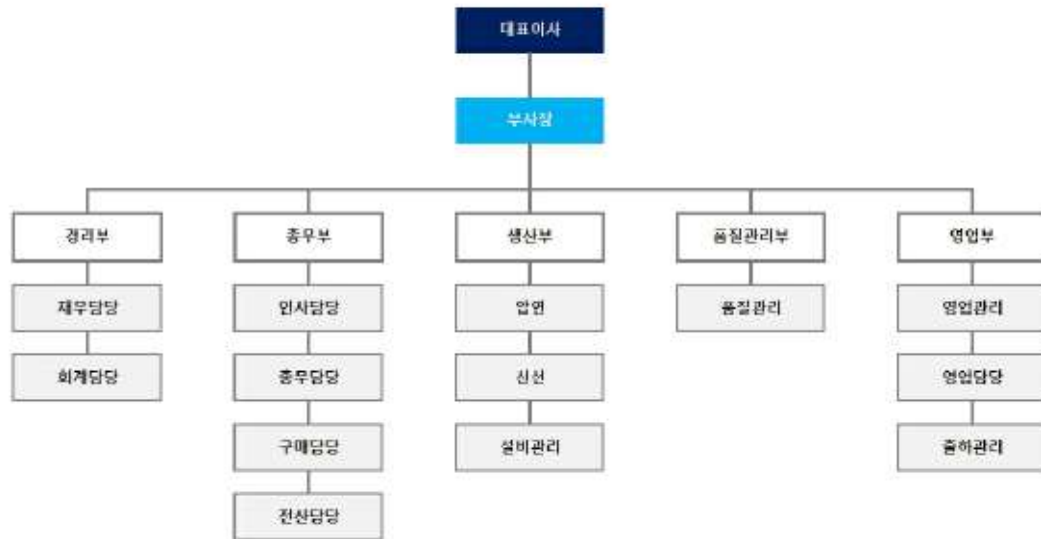 대표이사
부사장
경리부
총무부
생산부
품질관리부
영업부
재무담당
인사담당
압연
품질관리
영업관리
회계담당
총무담당
신선
영업담당
구매담당
설비관리
출하관리
전산담당